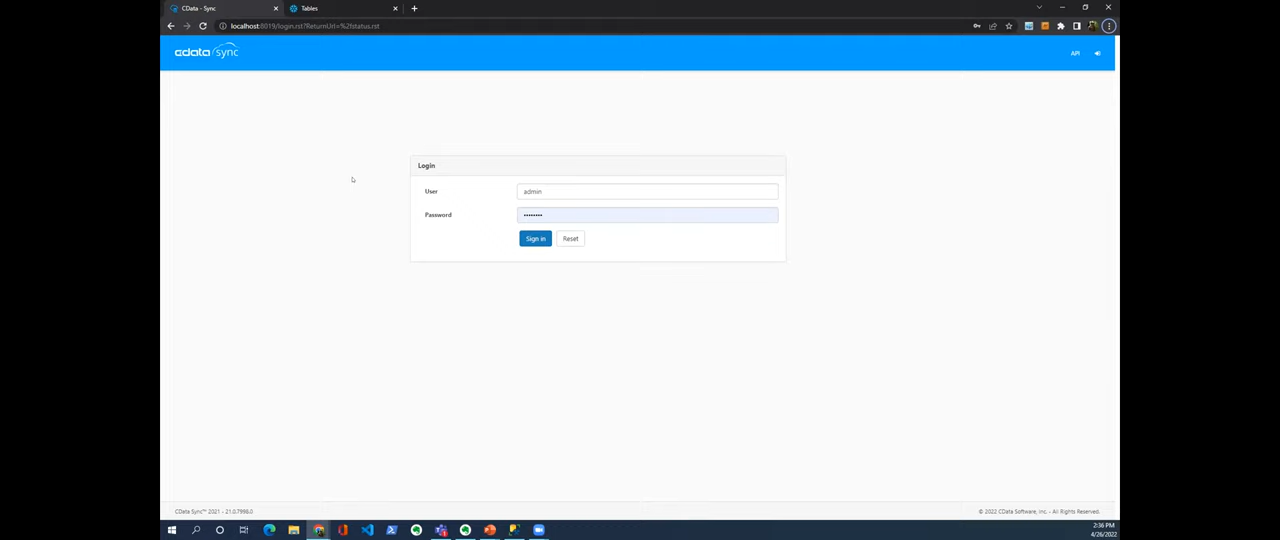 CData - Sync
Tables
localhost:8019/login.rst?ReturnUrl=%2fstatus.rst
cdata sync
API
Login
User
admin
Password
••••••••
Sign in
Reset
CData Sync™ 2021 - 21.0.7998.0
© 2022 CData Software, Inc. - All Rights Reserved.
2:36 PM
4/26/2022